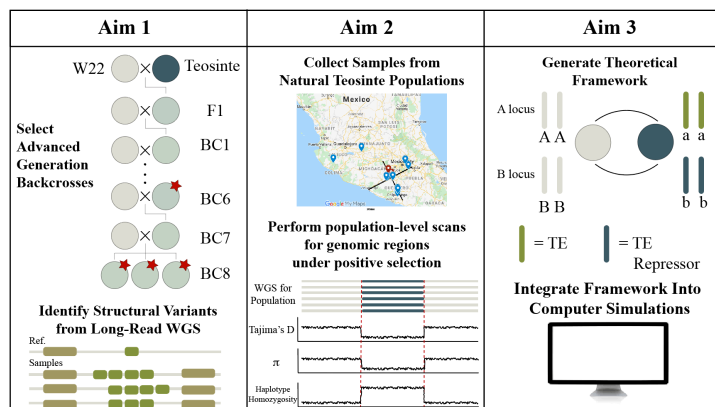 Aim 1
W22
Teosinte
F1
Select
Advanced
Generation
Backcrosses
BC1
BC6
BC7
BC8
Identify Structural Variants
from Long-Read WGS
Ref.
Samples
Aim 2
Collect Samples from
Natural Teosinte Populations
Mexico
Perform population-level scans
for genomic regions
under positive selection
WGS for
Population
Tajima's D
π
Haplotype
Homozygosity
Aim 3
Generate Theoretical
Framework
A locus
A A
a a
B locus
B B
b b
= TE
= TE
Repressor
Integrate Framework Into
Computer Simulations